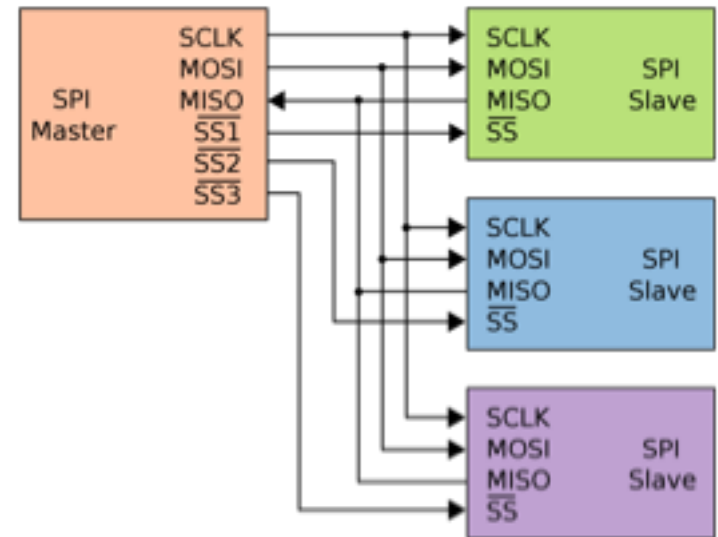 SPI
Master
SCLK
MOSI
MISO
SS1
SS2
SS3
SCLK
MOSI
MISO
SS
SPI
Slave
SCLK
MOSI
MISO
SS
SPI
Slave
SCLK
MOSI
MISO
SS
SPI
Slave